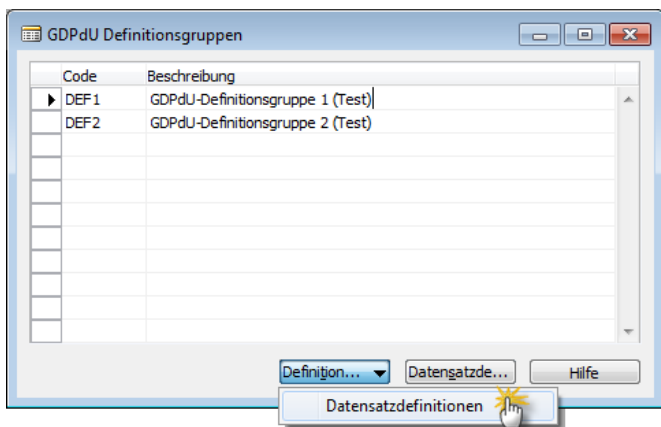 GDPdU Definitionsgruppen
Code Beschreibung
DEF1 GDPdU-Definitionsgruppe 1 (Test)
DEF2 GDPdU-Definitionsgruppe 2 (Test)
Definition... Datensatzde... Hilfe
Datensatzdefinitionen